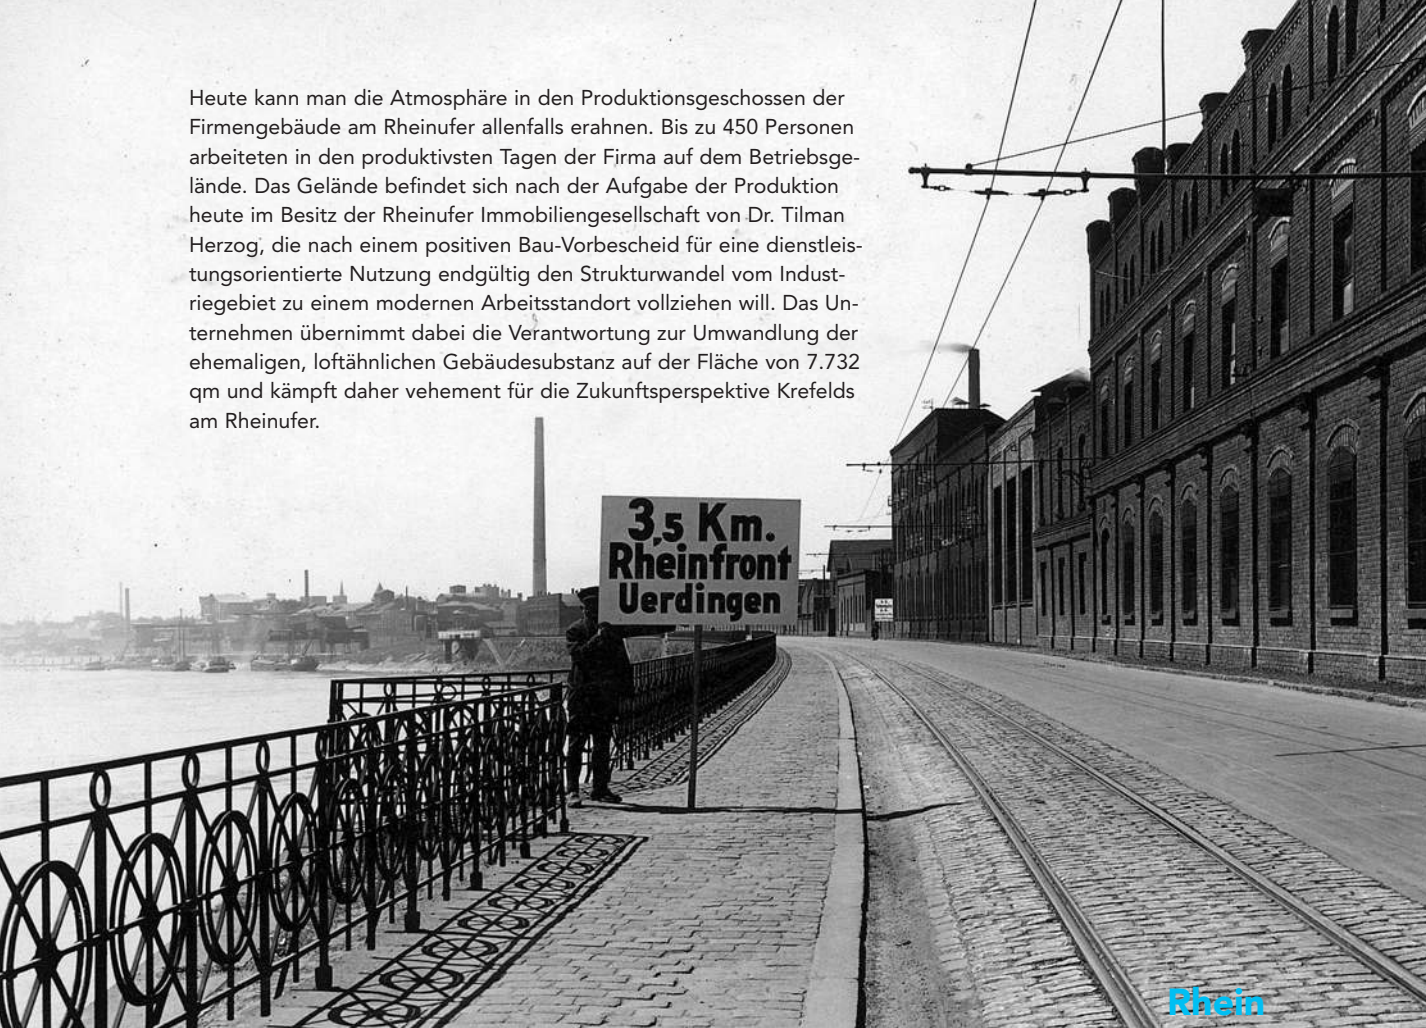 Heute kann man die Atmosphäre in den Produktionsgeschossen der
Firmengebäude am Rheinufer allenfalls erahnen. Bis zu 450 Personen
arbeiteten in den produktivsten Tagen der Firma auf dem Betriebsge-
lände. Das Gelände befindet sich nach der Aufgabe der Produktion
heute im Besitz der Rheinufer Immobiliengesellschaft von Dr. Tilman
Herzog, die nach einem positiven Bau-Vorbescheid für eine dienstleis-
tungsorientierte Nutzung endgültig den Strukturwandel vom Indust-
riegebiet zu einem modernen Arbeitsstandort vollziehen will. Das Un-
ternehmen übernimmt dabei die Verantwortung zur Umwandlung der
ehemaligen, loftähnlichen Gebäudesubstanz auf der Fläche von 7.732
qm und kämpft daher vehement für die Zukunftsperspektive Krefelds
am Rheinufer.
3,5 Km.
Rheinfront
Uerdingen
Rhein